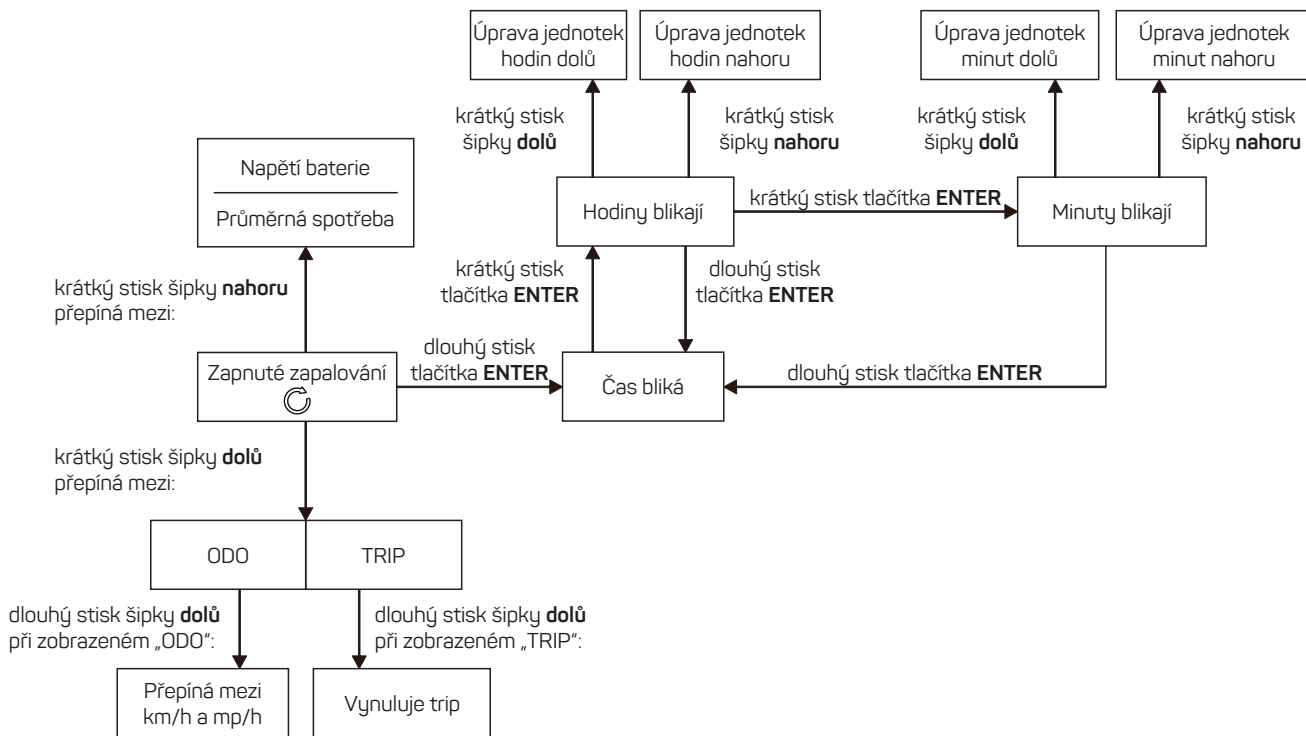 Úprava jednotek
hodin dolů
Úprava jednotek
hodin nahoru
Úprava jednotek
minut dolů
Úprava jednotek
minut nahoru
krátký stisk
šipky dolů
krátký stisk
šipky nahoru
krátký stisk
šipky dolů
krátký stisk
šipky nahoru
Napětí baterie
Průměrná spotřeba
Hodiny blikají
krátký stisk tlačítka ENTER
Minuty blikají
krátký stisk šipky nahoru
přepíná mezi:
krátký stisk
tlačítka ENTER
dlouhý stisk
tlačítka ENTER
Zapnuté zapalování
dlouhý stisk
tlačítka ENTER
Čas bliká
dlouhý stisk tlačítka ENTER
krátký stisk šipky dolů
přepíná mezi:
ODO
TRIP
dlouhý stisk šipky dolů
při zobrazeném „ODO“:
dlouhý stisk šipky dolů
při zobrazeném „TRIP“:
Přepíná mezi
km/h a mp/h
Vynuluje trip